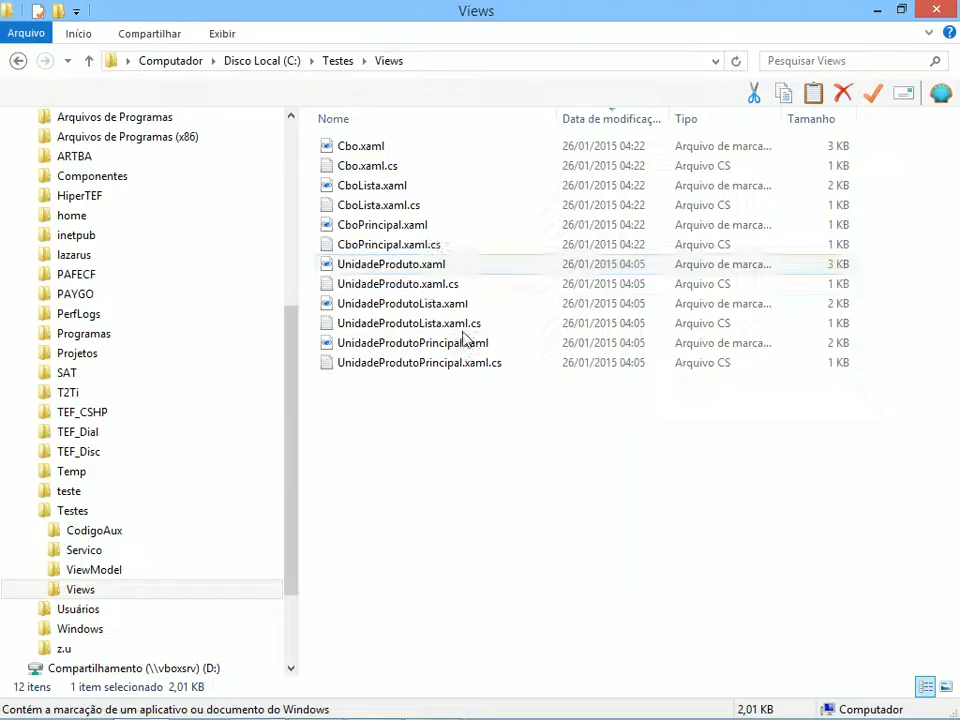 Views
Arquivo Início Compartilhar Exibir
Computador Disco Local (C:) Testes Views
Pesquisar Views
Nome Data de modificaç... Tipo Tamanho
Cbo.xaml 26/01/2015 04:22 Arquivo de marca... 3 KB
Cbo.xaml.cs 26/01/2015 04:22 Arquivo CS 1 KB
CboLista.xaml 26/01/2015 04:22 Arquivo de marca... 2 KB
CboLista.xaml.cs 26/01/2015 04:22 Arquivo CS 1 KB
CboPrincipal.xaml 26/01/2015 04:22 Arquivo de marca... 2 KB
CboPrincipal.xaml.cs 26/01/2015 04:22 Arquivo CS 1 KB
UnidadeProduto.xaml 26/01/2015 04:05 Arquivo de marca... 3 KB
UnidadeProduto.xaml.cs 26/01/2015 04:05 Arquivo CS 1 KB
UnidadeProdutoLista.xaml 26/01/2015 04:05 Arquivo de marca... 2 KB
UnidadeProdutoLista.xaml.cs 26/01/2015 04:05 Arquivo CS 1 KB
UnidadeProdutoPrincipal.xaml 26/01/2015 04:05 Arquivo de marca... 2 KB
UnidadeProdutoPrincipal.xaml.cs 26/01/2015 04:05 Arquivo CS 1 KB
Arquivos de Programas
Arquivos de Programas (x86)
ARTBA
Componentes
HiperTEF
home
inetpub
lazarus
PAFECF
PAYGO
PerfLogs
Programas
Projetos
SAT
T2Ti
TEF_CSHP
TEF_Dial
TEF_Disc
Temp
teste
Testes
CodigoAux
Servico
ViewModel
Views
Usuários
Windows
z.u
Compartilhamento (\\vboxsrv) (D:)
12 itens 1 item selecionado 2,01 KB
Contém a marcação de um aplicativo ou documento do Windows 2,01 KB Computador